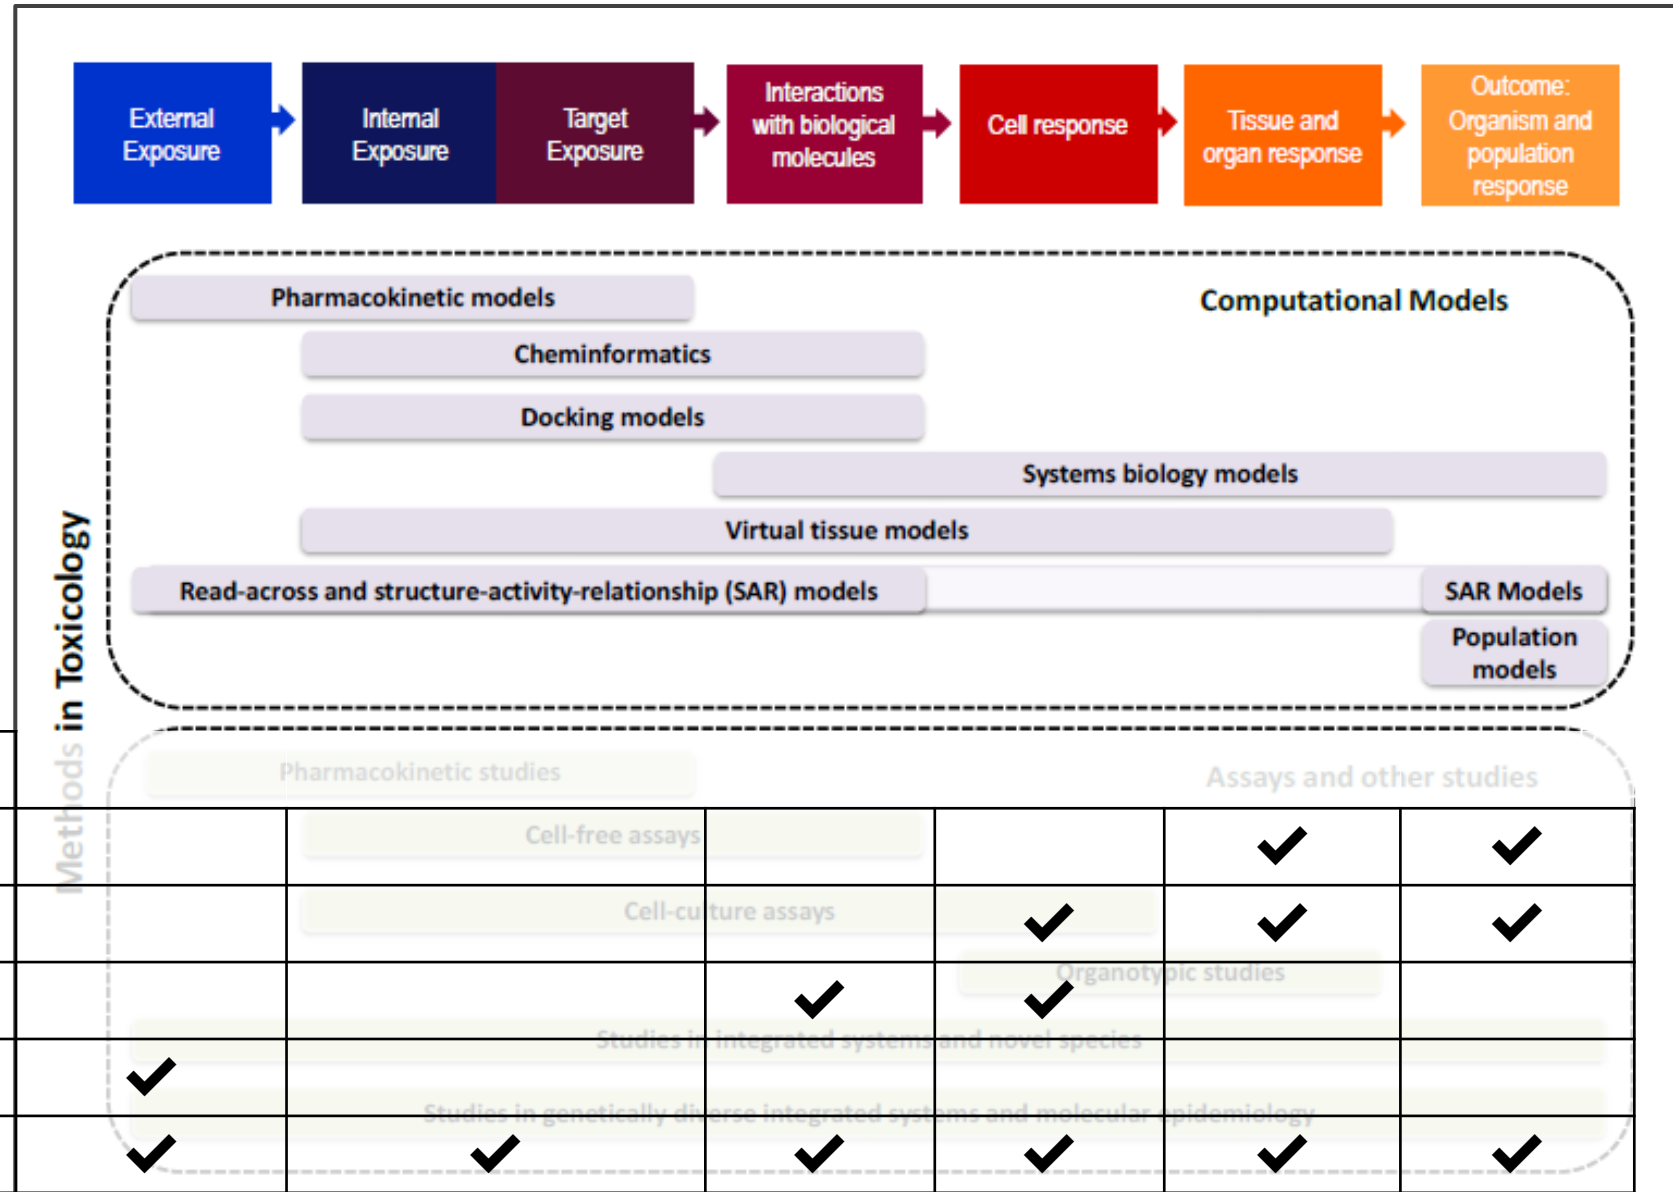 External
Exposure
Internal
Exposure
Target
Exposure
Interactions
with biological
molecules
Cell response
Tissue and
organ response
Outcome:
Organism and
population
response
Methods in Toxicology
Computational Models
Pharmacokinetic models
Cheminformatics
Docking models
Systems biology models
Virtual tissue models
Read-across and structure-activity-relationship (SAR) models
SAR Models
Population
models
Assays and other studies
Pharmacokinetic studies
Cell-free assays
Cell-culture assays
Organotypic studies
Studies in integrated systems and novel species
Studies in genetically diverse integrated systems and molecular epidemiology